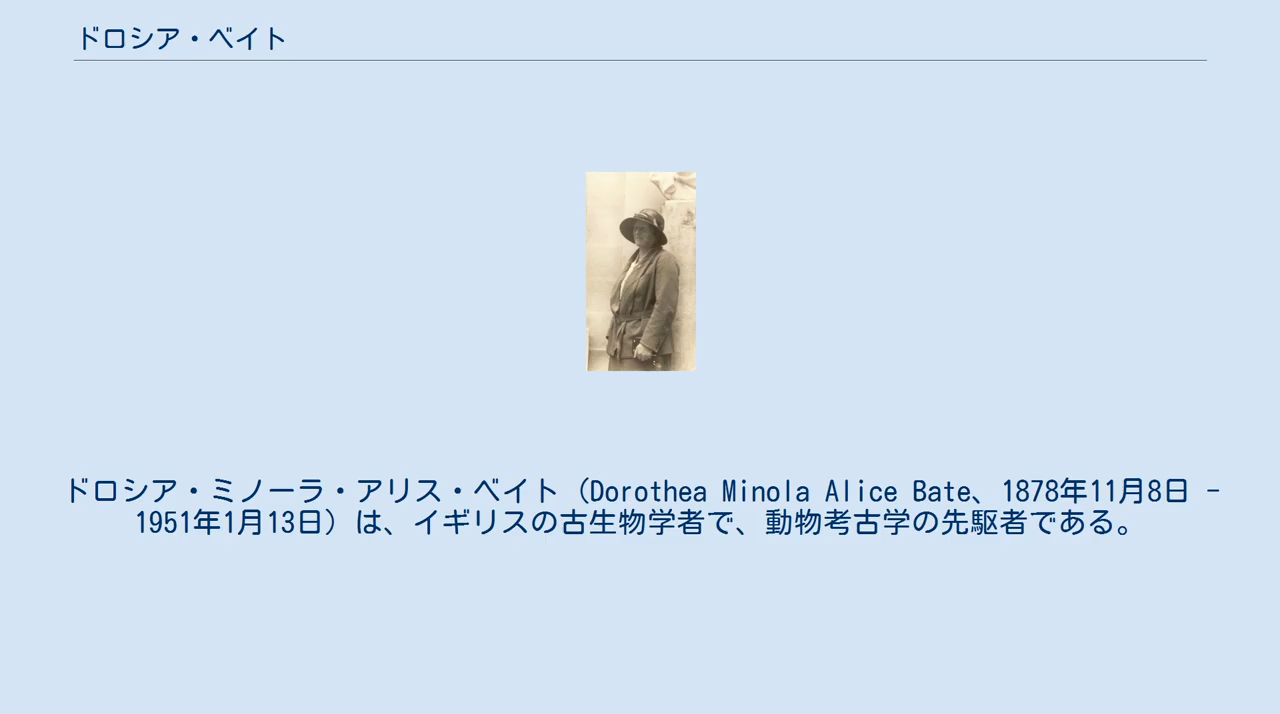 ドロシア・ベイト
ドロシア・ミノーラ・アリス・ベイト（Dorothea Minola Alice Bate、1878年11月8日 -
1951年1月13日）は、イギリスの古生物学者で、動物考古学の先駆者である。